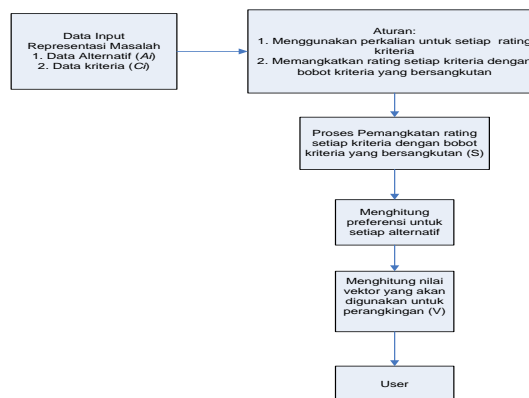 Data Input
Representasi Masalah
1. Data Alternatif (Ai)
2. Data kriteria (Ci)
Aturan:
1. Menggunakan perkalian untuk setiap rating
kriteria
2. Memangkatkan rating setiap kriteria dengan
bobot kriteria yang bersangkutan
Proses Pemangkatan rating
setiap kriteria dengan bobot
kriteria yang bersangkutan (S)
Menghitung
preferensi untuk
setiap alternatif
Menghitung nilai
vektor yang akan
digunakan untuk
perangkingan (V)
User